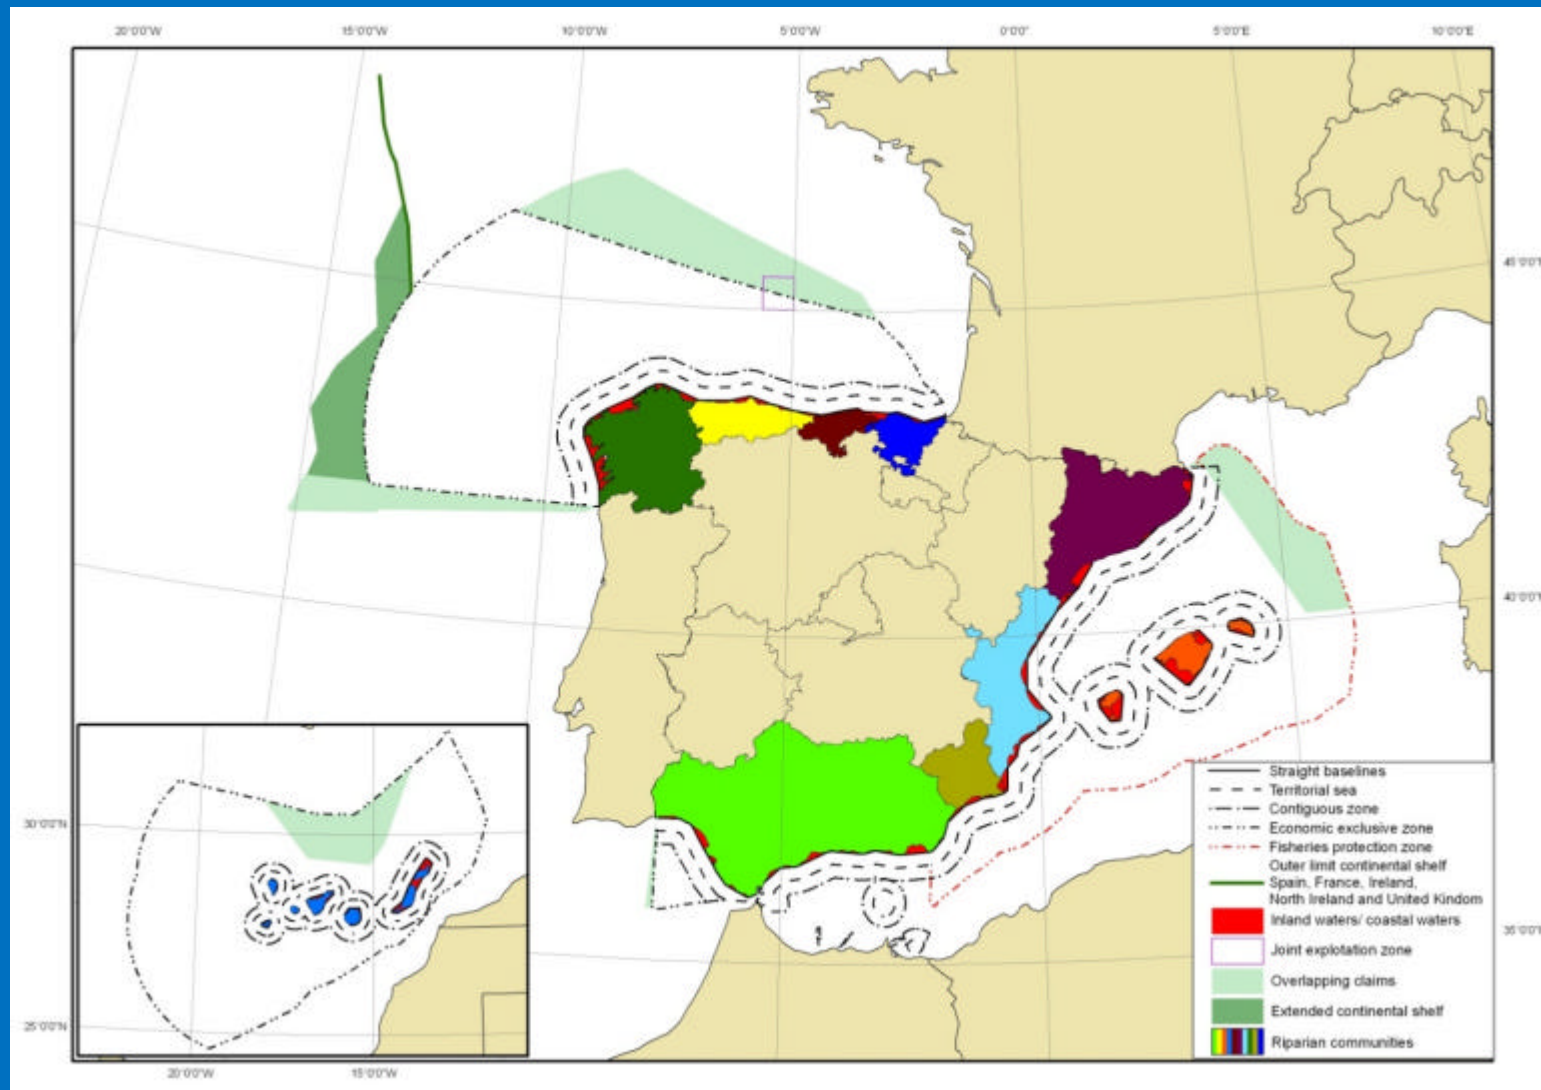 20°0'0"W 15°0'0"W 10°0'0"W 5°0'0"W 0°0'0" 5°0'0"E 10°0'0"E
45°0'0"
40°0'0"
Straight baselines
Territorial sea
Contiguous zone
Economic exclusive zone
Fisheries protection zone
Outer limit continental shelf
Spain, France, Ireland,
North Ireland and United Kindom
Inland waters/ coastal waters
Joint explotation zone
Overlapping claims
Extended continental shelf
Riparian communities
35°0'0"
30°0'0"N
25°0'0"N
20°0'0"W 15°0'0"W